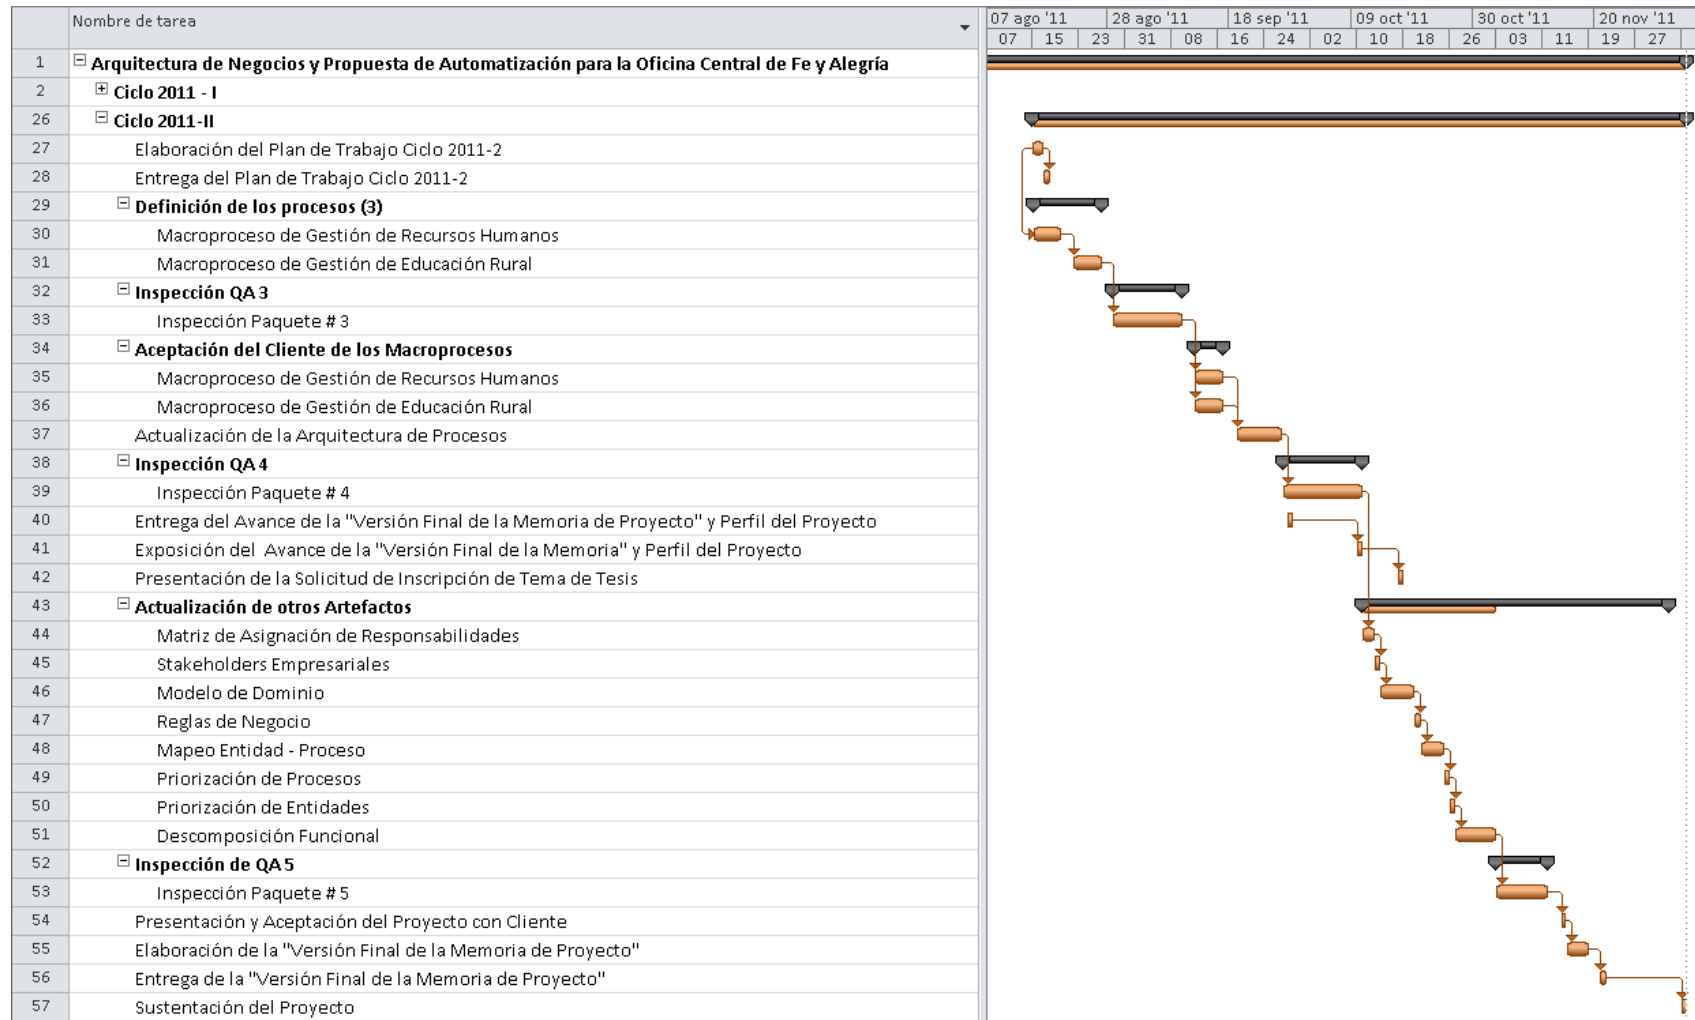 Nombre de tarea
07 ago '11 28 ago '11 18 sep '11 09 oct '11 30 oct '11 20 nov '11
07 15 23 31 08 16 24 02 10 18 26 03 11 19 27
1 Arquitectura de Negocios y Propuesta de Automatización para la Oficina Central de Fe y Alegría
2 Ciclo 2011 - I
26 Ciclo 2011-II
27 Elaboración del Plan de Trabajo Ciclo 2011-2
28 Entrega del Plan de Trabajo Ciclo 2011-2
29 Definición de los procesos (3)
30 Macroproceso de Gestión de Recursos Humanos
31 Macroproceso de Gestión de Educación Rural
32 Inspección QA 3
33 Inspección Paquete # 3
34 Aceptación del Cliente de los Macroprocesos
35 Macroproceso de Gestión de Recursos Humanos
36 Macroproceso de Gestión de Educación Rural
37 Actualización de la Arquitectura de Procesos
38 Inspección QA 4
39 Inspección Paquete # 4
40 Entrega del Avance de la "Versión Final de la Memoria de Proyecto" y Perfil del Proyecto
41 Exposición del Avance de la "Versión Final de la Memoria" y Perfil del Proyecto
42 Presentación de la Solicitud de Inscripción de Tema de Tesis
43 Actualización de otros Artefactos
44 Matriz de Asignación de Responsabilidades
45 Stakeholders Empresariales
46 Modelo de Dominio
47 Reglas de Negocio
48 Mapeo Entidad - Proceso
49 Priorización de Procesos
50 Priorización de Entidades
51 Descomposición Funcional
52 Inspección de QA 5
53 Inspección Paquete # 5
54 Presentación y Aceptación del Proyecto con Cliente
55 Elaboración de la "Versión Final de la Memoria de Proyecto"
56 Entrega de la "Versión Final de la Memoria de Proyecto"
57 Sustentación del Proyecto